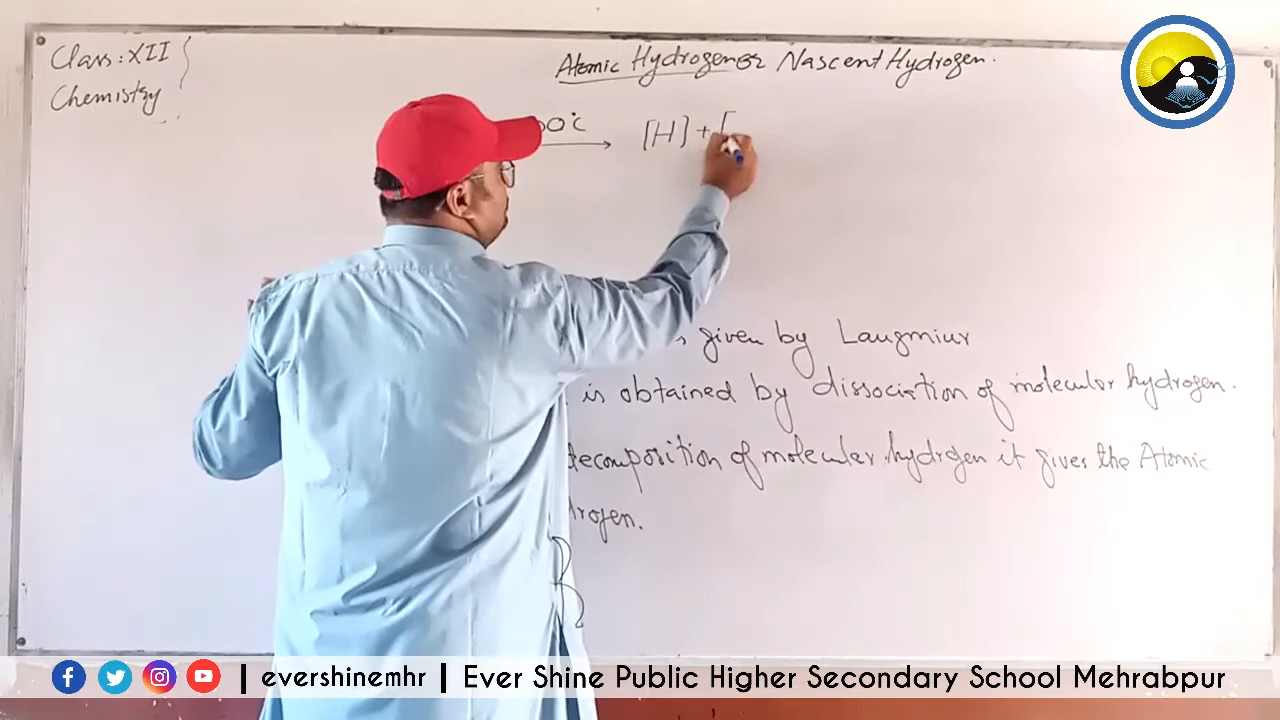 Class: XII
Chemistry
Atomic Hydrogen or Nascent Hydrogen.
00°C
[H] + [
given by Laugmiur
is obtained by dissociation of molecular hydrogen.
decomposition of molecular hydrogen it gives the Atomic
drogen.
| evershinemhr | Ever Shine Public Higher Secondary School Mehrabpur